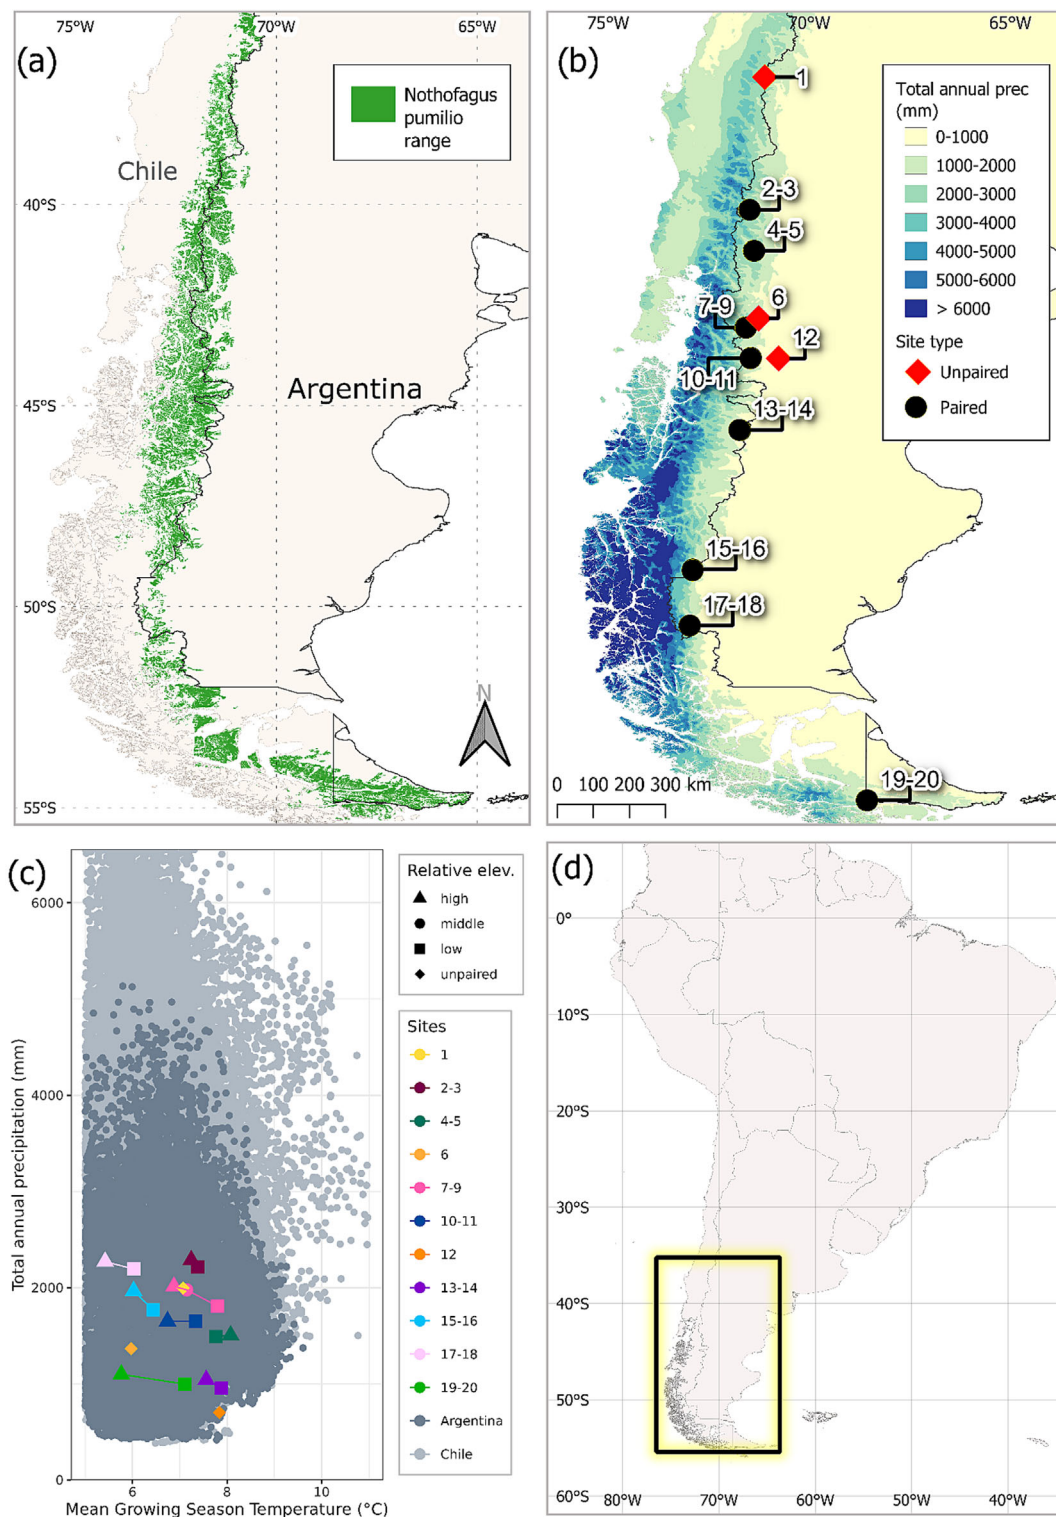 75°W
70°W
65°W
(a)
Nothofagus
pumilio
range
Chile
40°S
Argentina
45°S
50°S
N
55°S
75°W
70°W
65°W
(b)
1
Total annual prec
(mm)
0-1000
1000-2000
2000-3000
3000-4000
4000-5000
5000-6000
> 6000
Site type
Unpaired
Paired
2-3
4-5
6
7-9
12
10-11
13-14
15-16
17-18
19-20
0 100 200 300 km
(c)
Total annual precipitation (mm)
6000
4000
2000
0
6 8 10
Mean Growing Season Temperature (°C)
Relative elev.
high
middle
low
unpaired
Sites
1
2-3
4-5
6
7-9
10-11
12
13-14
15-16
17-18
19-20
Argentina
Chile
(d)
0°
10°S
20°S
30°S
40°S
50°S
60°S
80°W 70°W 60°W 50°W 40°W